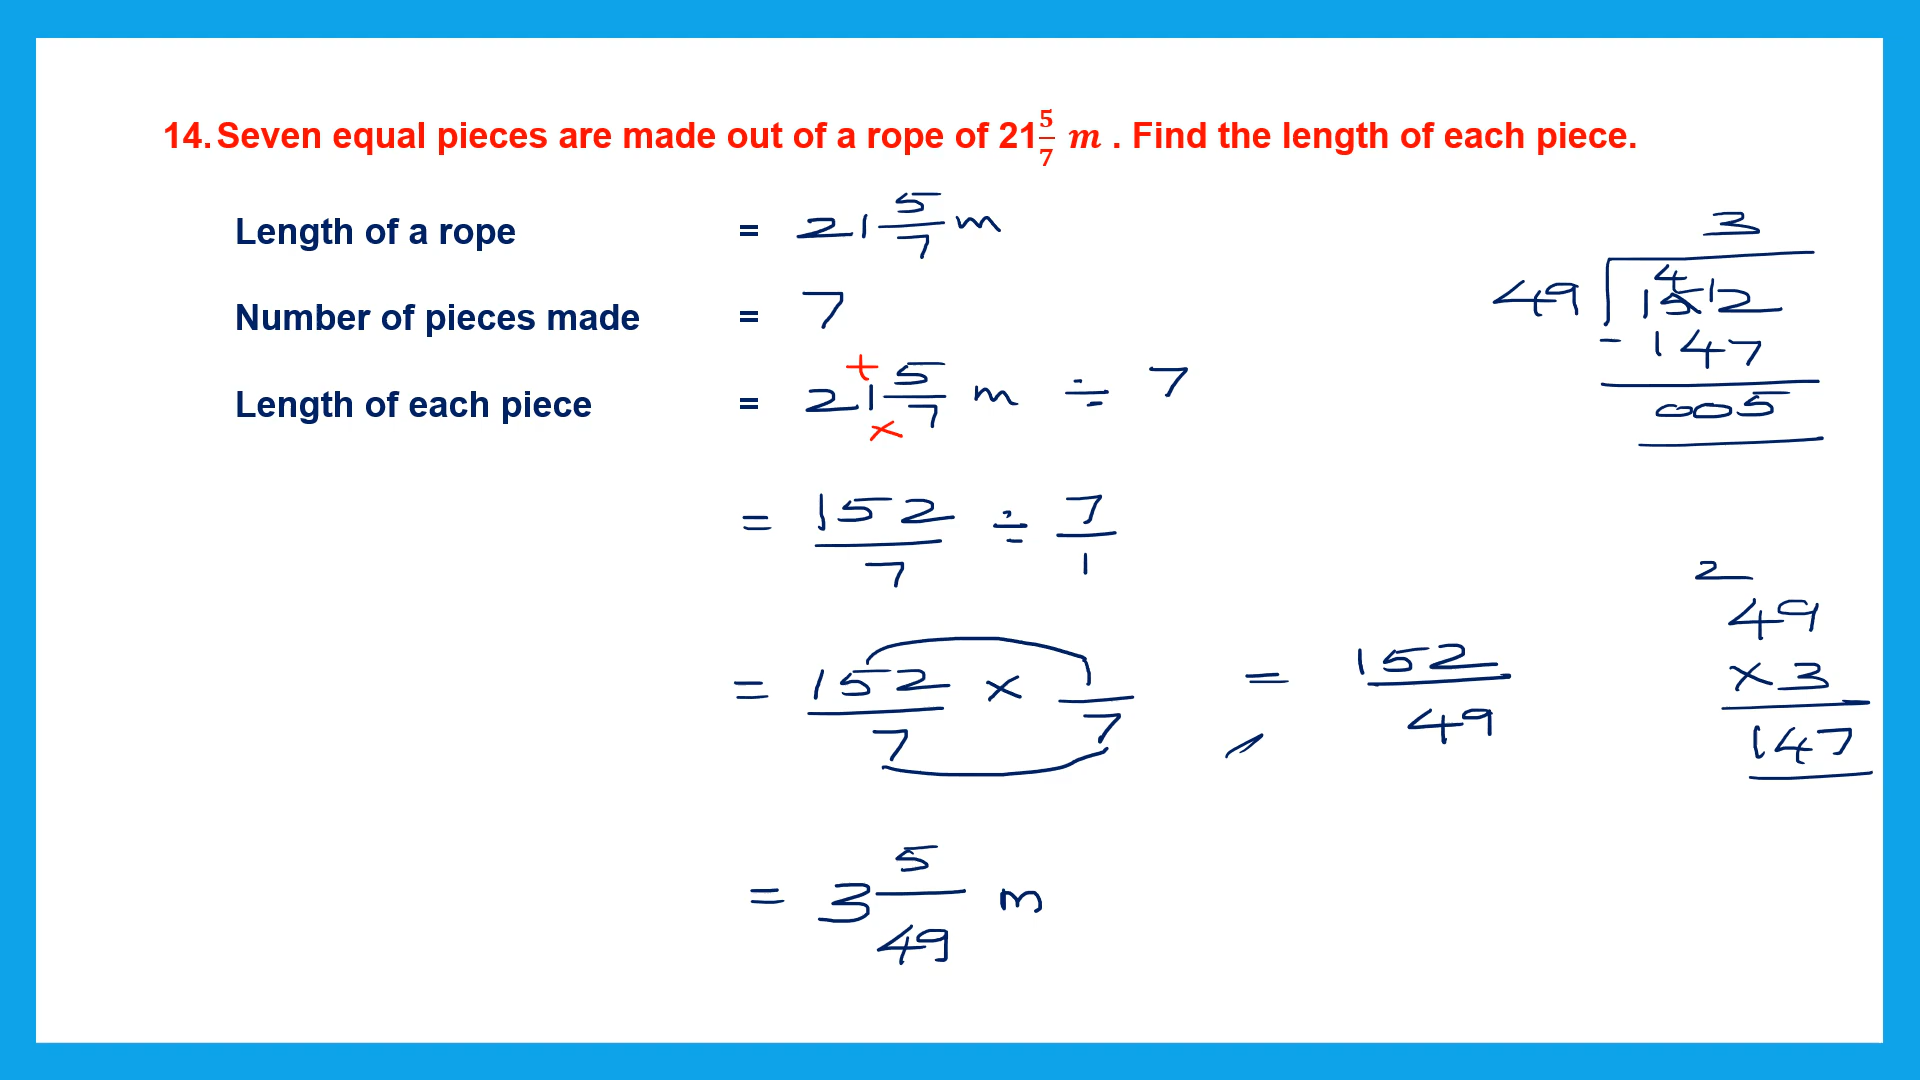 14. Seven equal pieces are made out of a rope of 21 5/7 m . Find the length of each piece.
Length of a rope = 21 5/7 m
Number of pieces made = 7
Length of each piece = 21 5/7 m ÷ 7
+
×
= 152/7 ÷ 7/1
= 152/7 × 1/7 = 152/49
= 3 5/49 m
3
4 1
49 152
- 147
005
2
49
×3
147